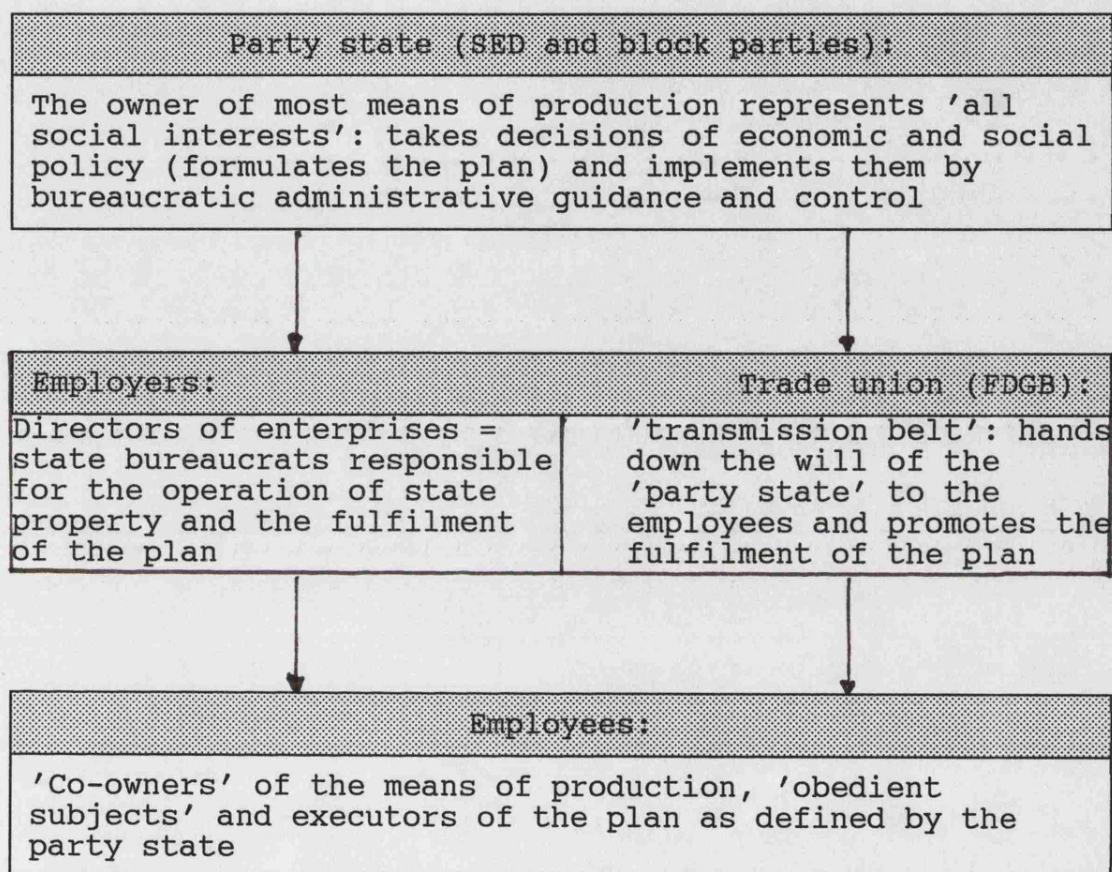 Party state (SED and block parties):
The owner of most means of production represents 'all
social interests': takes decisions of economic and social
policy (formulates the plan) and implements them by
bureaucratic administrative guidance and control
Employers:
Directors of enterprises =
state bureaucrats responsible
for the operation of state
property and the fulfilment
of the plan
Trade union (FDGB):
'transmission belt': hands
down the will of the
'party state' to the
employees and promotes the
fulfilment of the plan
Employees:
'Co-owners' of the means of production, 'obedient
subjects' and executors of the plan as defined by the
party state